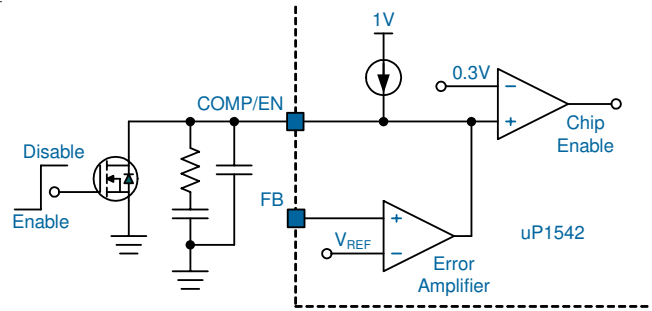 1V
0.3V
−
+
Chip
Enable
COMP/EN
Disable
Enable
FB
+
VREF
−
Error
Amplifier
uP1542